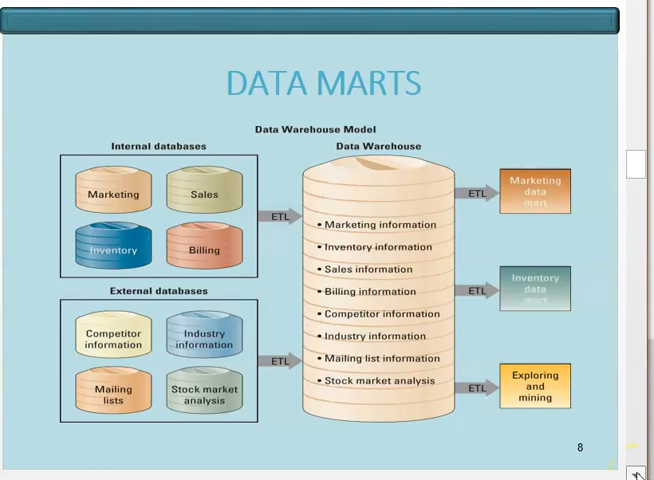 DATA MARTS
Data Warehouse Model
Internal databases
Marketing
Sales
Inventory
Billing
External databases
Competitor
information
Industry
information
Mailing
lists
Stock market
analysis
ETL
ETL
Data Warehouse
• Marketing information
• Inventory information
• Sales information
• Billing information
• Competitor information
• Industry information
• Mailing list information
• Stock market analysis
ETL
Marketing
data
mart
ETL
Inventory
data
mart
ETL
Exploring
and
mining
8